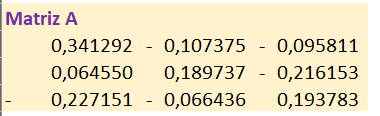 Matriz A
0,341292 - 0,107375 - 0,095811
0,064550 0,189737 - 0,216153
- 0,227151 - 0,066436 0,193783